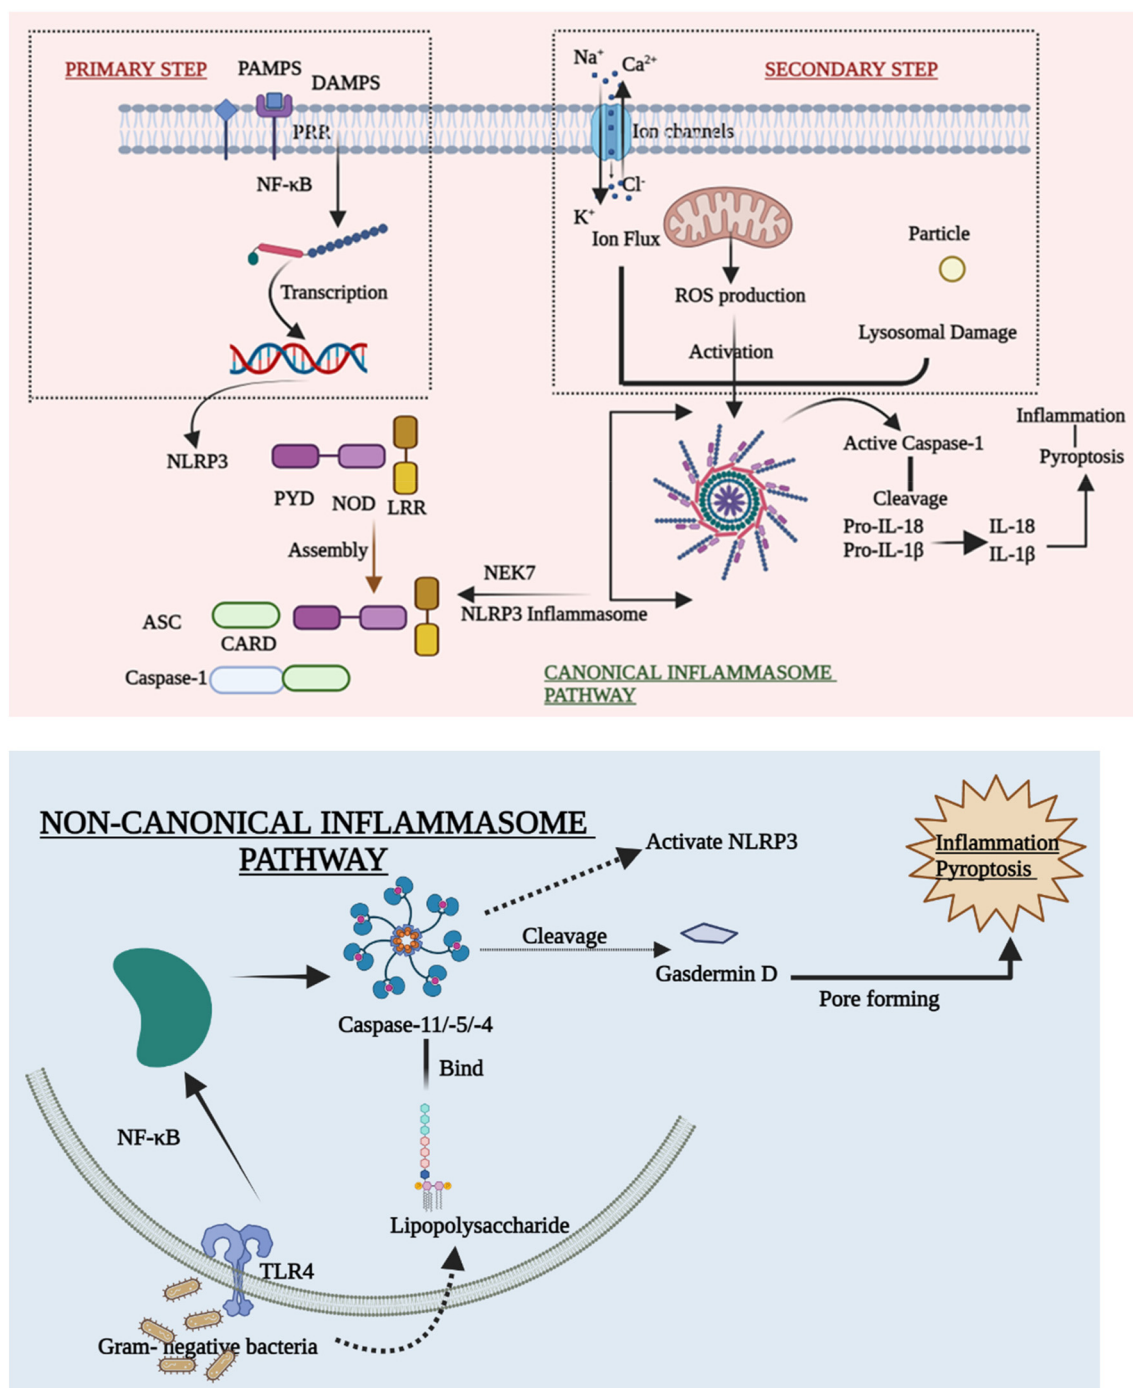 PRIMARY STEP
PAMPS
DAMPS
PRR
NF-κB
Transcription
NLRP3
PYD
NOD
LRR
Assembly
ASC
CARD
Caspase-1
NEK7
NLRP3 Inflammasome
SECONDARY STEP
Na+
Ca2+
Ion channels
Cl-
K+
Ion Flux
ROS production
Activation
Particle
Lysosomal Damage
Active Caspase-1
Cleavage
Pro-IL-18
Pro-IL-1β
IL-18
IL-1β
Inflammation
Pyroptosis
CANONICAL INFLAMMASOME
PATHWAY
NON-CANONICAL INFLAMMASOME
PATHWAY
Activate NLRP3
Inflammation
Pyroptosis
Cleavage
Gasdermin D
Pore forming
Caspase-11/-5/-4
Bind
NF-κB
Lipopolysaccharide
TLR4
Gram- negative bacteria